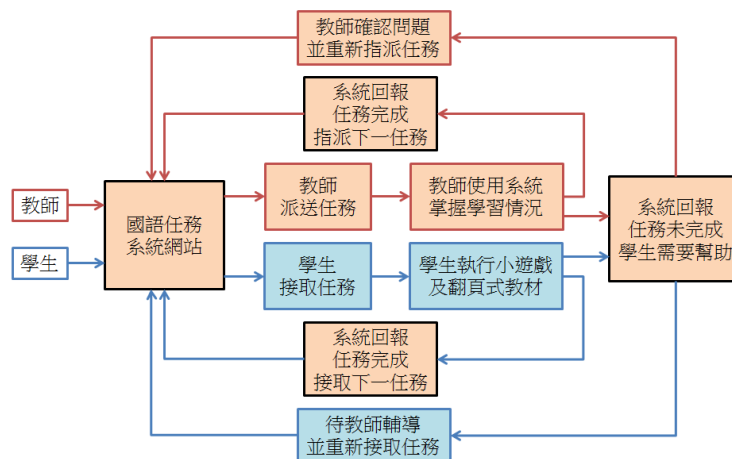 教師確認問題
並重新指派任務
系統回報
任務完成
指派下一任務
教師
學生
國語任務
系統網站
教師
派送任務
教師使用系統
掌握學習情況
系統回報
任務未完成
學生需要幫助
學生
接取任務
學生執行小遊戲
及翻頁式教材
系統回報
任務完成
接取下一任務
待教師輔導
並重新接取任務